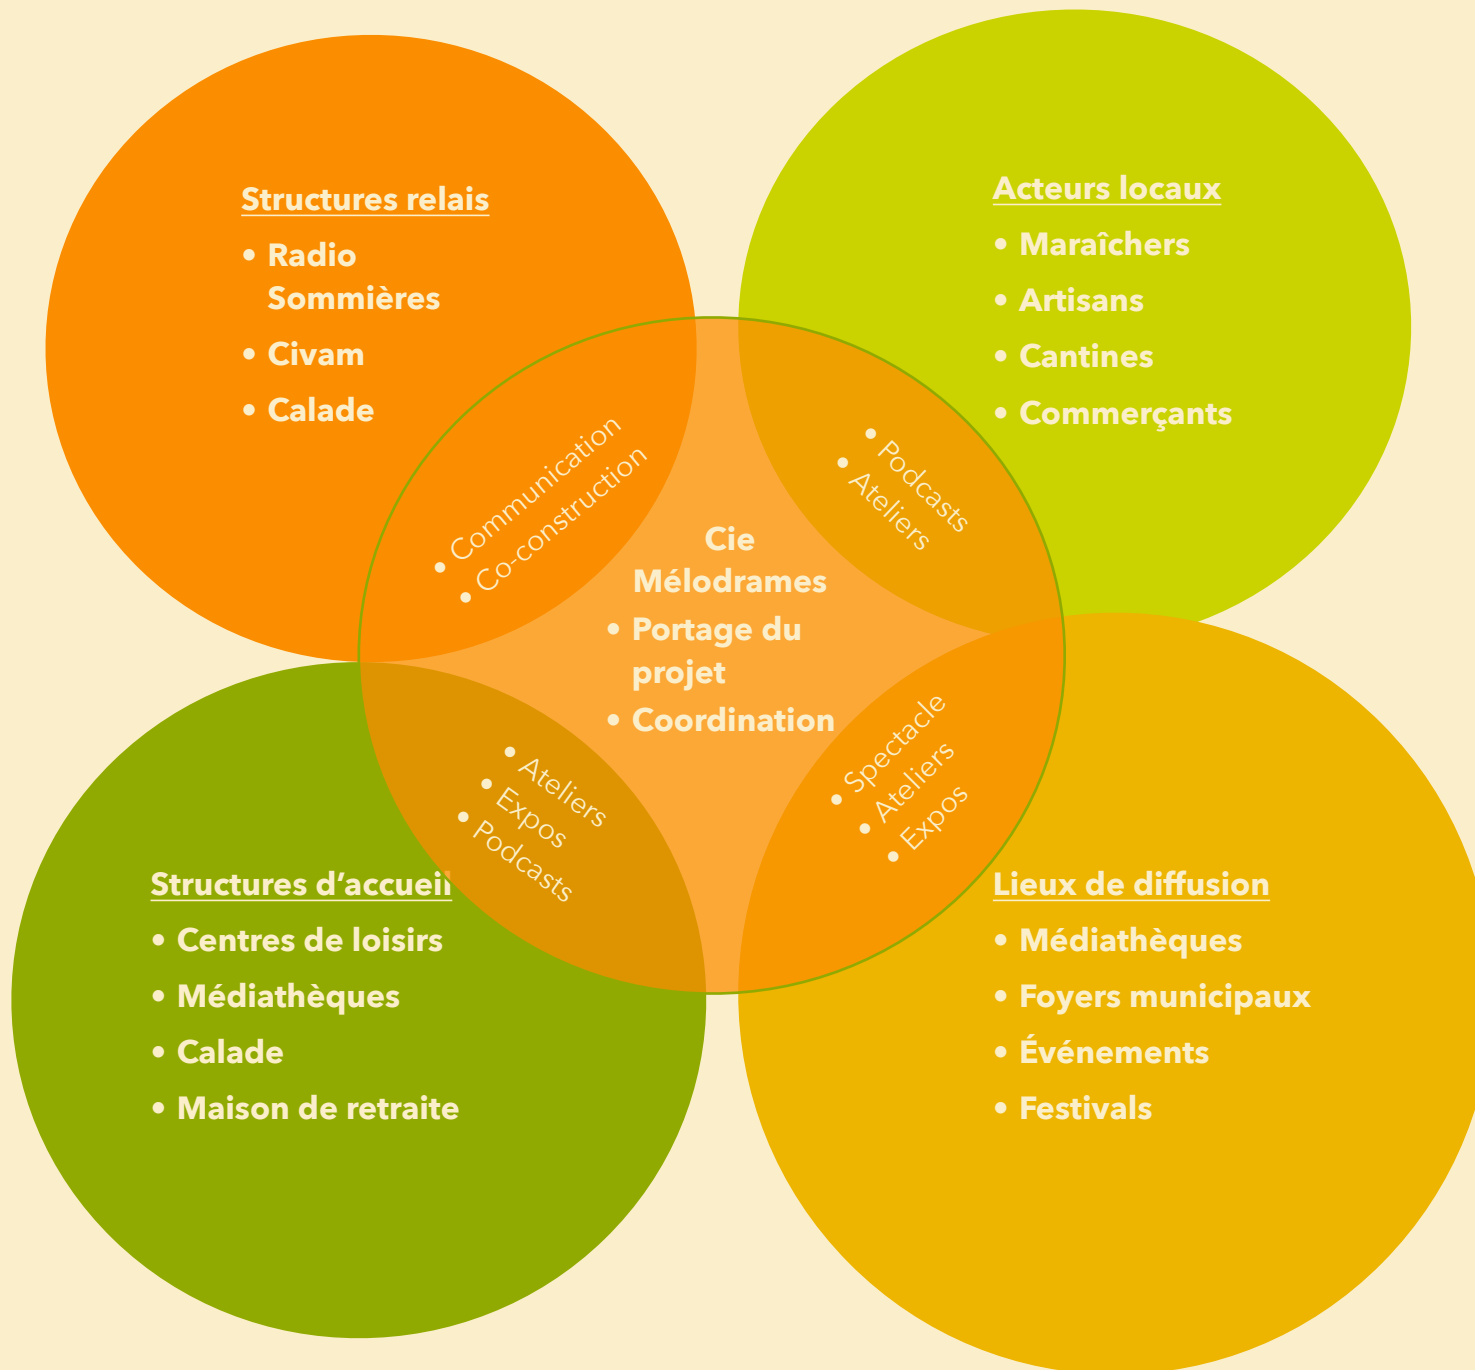 Structures relais
• Radio
Sommières
• Civam
• Calade
Acteurs locaux
• Maraîchers
• Artisans
• Cantines
• Commerçants
• Communication
• Co-construction
• Podcasts
• Ateliers
Cie
Mélodrames
• Portage du
projet
• Coordination
• Ateliers
• Expos
• Podcasts
• Spectacle
• Ateliers
• Expos
Structures d’accueil
• Centres de loisirs
• Médiathèques
• Calade
• Maison de retraite
Lieux de diffusion
• Médiathèques
• Foyers municipaux
• Événements
• Festivals